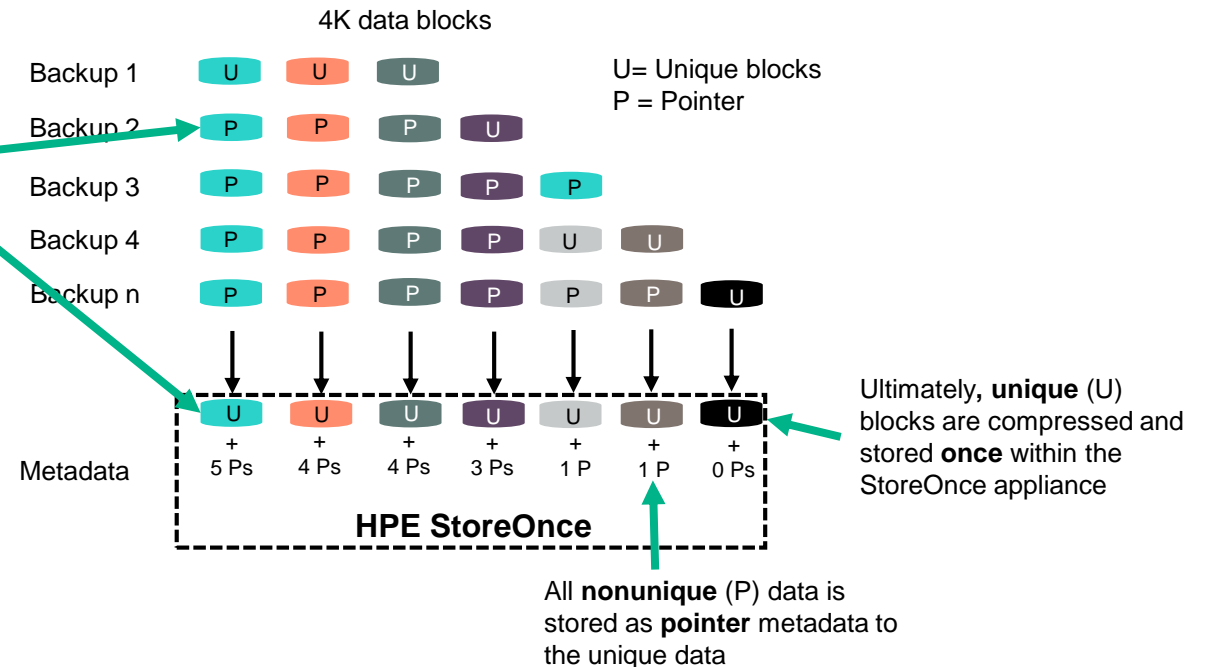 4K data blocks
Backup 1 U U U
U= Unique blocks
P = Pointer
Backup 2 P P P U
Backup 3 P P P P P
Backup 4 P P P P U U
Backup n P P P P P P U
U U U U U U U
+ + + + + + +
Metadata 5 Ps 4 Ps 4 Ps 3 Ps 1 P 1 P 0 Ps
HPE StoreOnce
Ultimately, unique (U)
blocks are compressed and
stored once within the
StoreOnce appliance
All nonunique (P) data is
stored as pointer metadata to
the unique data